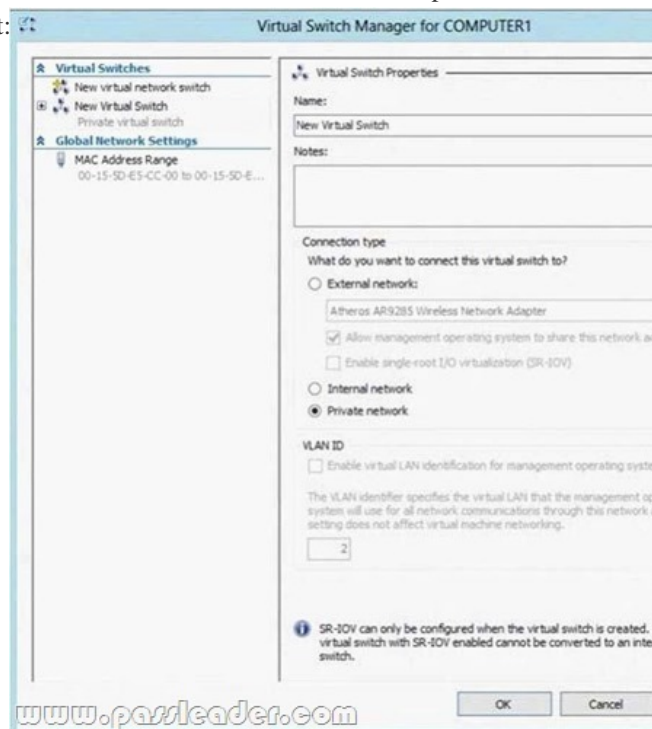 t:
Virtual Switch Manager for COMPUTER1
Virtual Switches
New virtual network switch
New Virtual Switch
Private virtual switch
Global Network Settings
MAC Address Range
00-15-5D-E5-CC-00 to 00-15-5D-E...
Virtual Switch Properties
Name:
New Virtual Switch
Notes:
Connection type
What do you want to connect this virtual switch to?
External network:
Atheros AR9285 Wireless Network Adapter
Allow management operating system to share this network
Enable single-root I/O virtualization (SR-IOV)
Internal network
Private network
VLAN ID
Enable virtual LAN identification for management operating
The VLAN identifier specifies the virtual LAN that the management
system will use for all network communications through this network
setting does not affect virtual machine networking.
2
SR-IOV can only be configured when the virtual switch is created.
virtual switch with SR-IOV enabled cannot be converted to an
switch.
OK Cancel
www.passleader.com